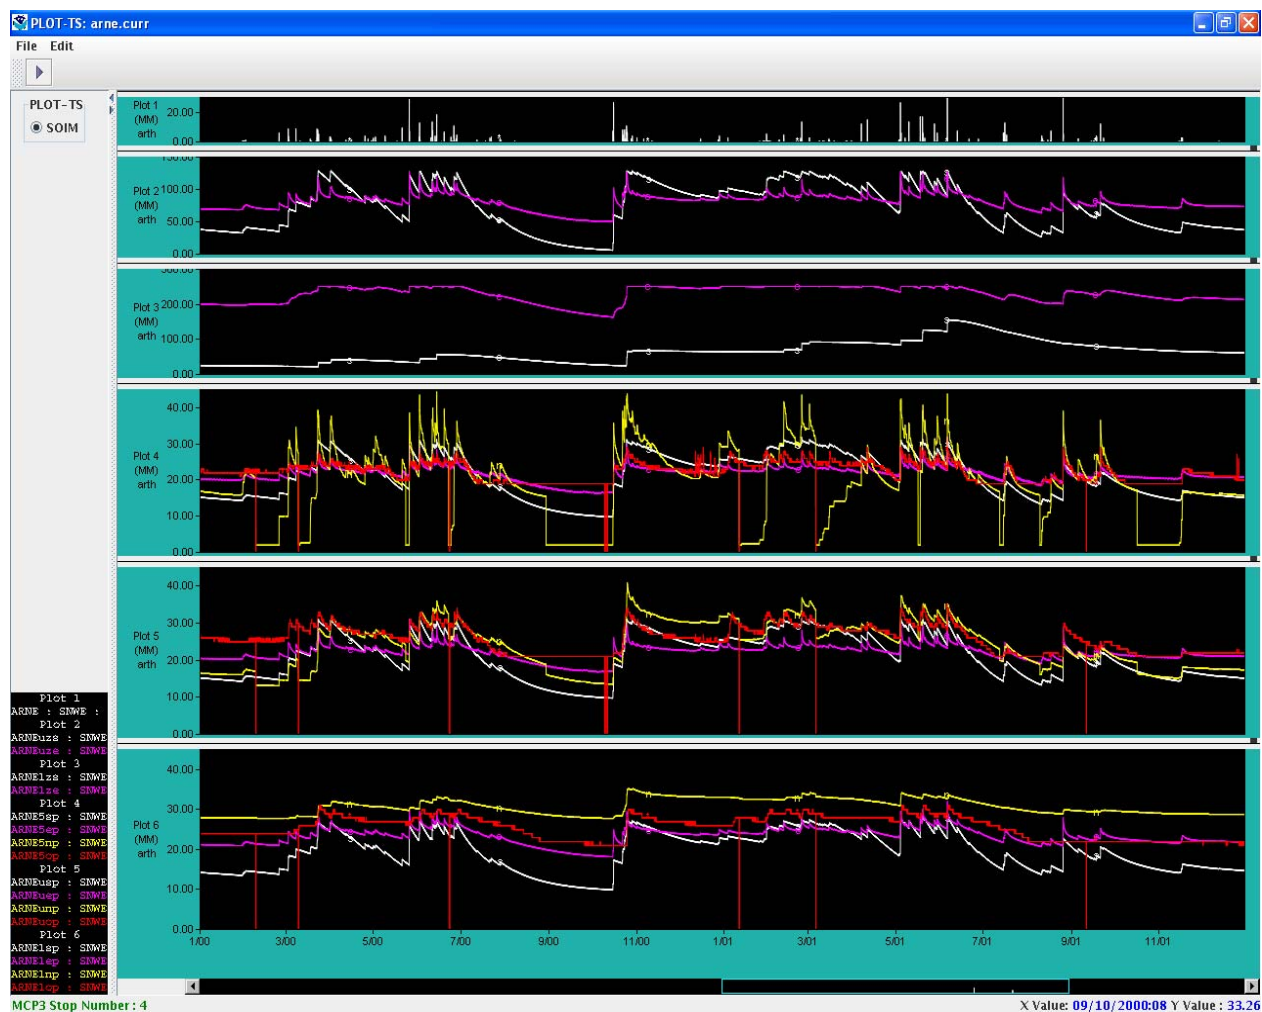 PLOT-TS: arne.curr
File Edit
PLOT-TS
SOIM
Plot 1
(MM)
arth
20.00
0.00
150.00
Plot 2
(MM)
arth
100.00
50.00
0.00
300.00
Plot 3
(MM)
arth
200.00
100.00
0.00
40.00
30.00
Plot 4
(MM)
arth
20.00
10.00
0.00
40.00
30.00
Plot 5
(MM)
arth
20.00
10.00
0.00
40.00
30.00
Plot 6
(MM)
arth
20.00
10.00
0.00
1/00 3/00 5/00 7/00 9/00 11/00 1/01 3/01 5/01 7/01 9/01 11/01
Plot 1
ARNE : SNWE :
Plot 2
ARNEuzs : SNWE
ARNEuze : SNWE
Plot 3
ARNElzs : SNWE
ARNElze : SNWE
Plot 4
ARNE5sp : SNWE
ARNE5ep : SNWE
ARNE5np : SNWE
ARNE5op : SNWE
Plot 5
ARNEusp : SNWE
ARNEuep : SNWE
ARNEunp : SNWE
ARNEuop : SNWE
Plot 6
ARNElsp : SNWE
ARNElep : SNWE
ARNElnp : SNWE
ARNElop : SNWE
MCP3 Stop Number : 4
X Value: 09/10/2000:08 Y Value : 33.26